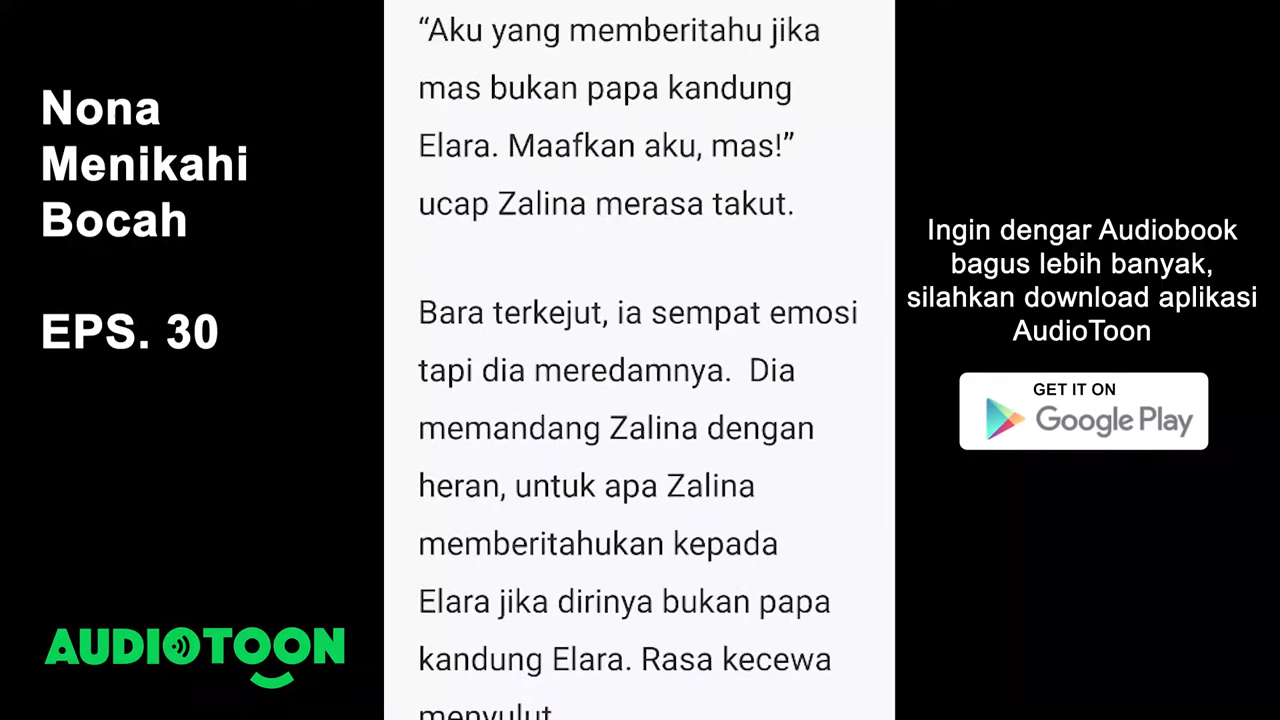 Nona
Menikahi
Bocah
EPS. 30
AUDIOTOON
“Aku yang memberitahu jika
mas bukan papa kandung
Elara. Maafkan aku, mas!”
ucap Zalina merasa takut.
Bara terkejut, ia sempat emosi
tapi dia meredamnya.  Dia
memandang Zalina dengan
heran, untuk apa Zalina
memberitahukan kepada
Elara jika dirinya bukan papa
kandung Elara. Rasa kecewa
menyulut
Ingin dengar Audiobook
bagus lebih banyak,
silahkan download aplikasi
AudioToon
GET IT ON
Google Play